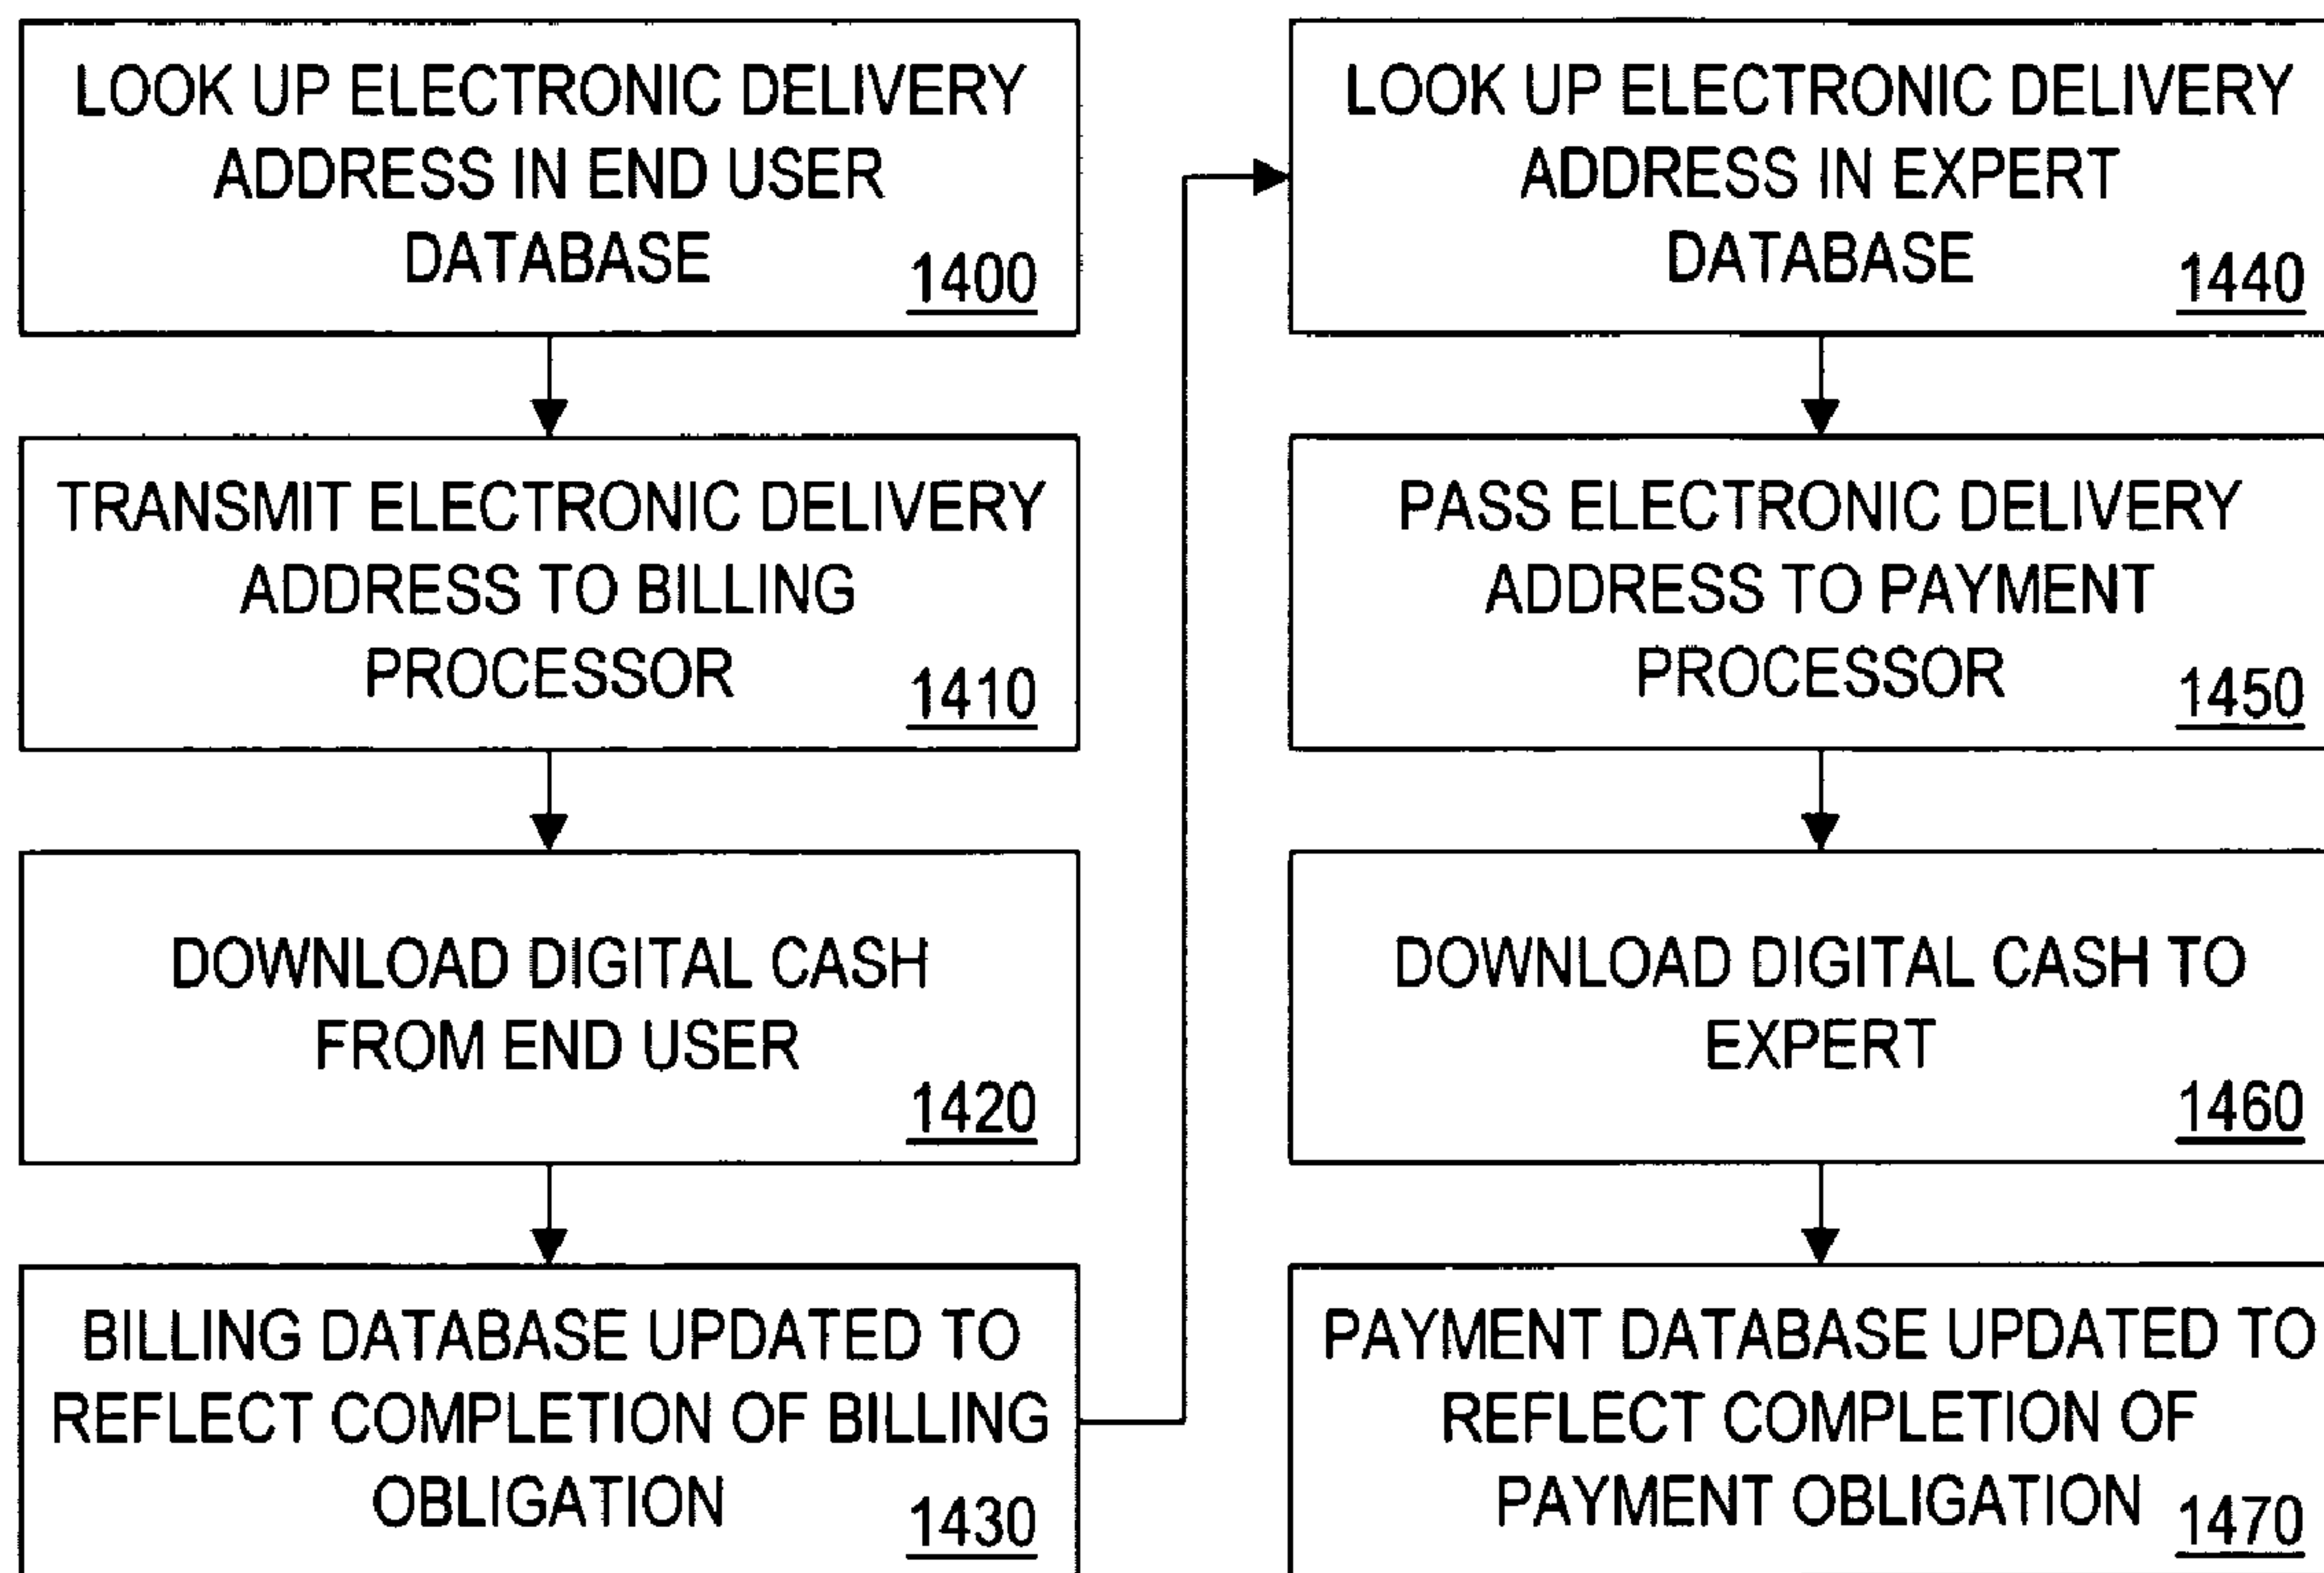 LOOK UP ELECTRONIC DELIVERY
ADDRESS IN END USER
DATABASE
1400
TRANSMIT ELECTRONIC DELIVERY
ADDRESS TO BILLING
PROCESSOR
1410
DOWNLOAD DIGITAL CASH
FROM END USER
1420
BILLING DATABASE UPDATED TO
REFLECT COMPLETION OF BILLING
OBLIGATION
1430
LOOK UP ELECTRONIC DELIVERY
ADDRESS IN EXPERT
DATABASE
1440
PASS ELECTRONIC DELIVERY
ADDRESS TO PAYMENT
PROCESSOR
1450
DOWNLOAD DIGITAL CASH TO
EXPERT
1460
PAYMENT DATABASE UPDATED TO
REFLECT COMPLETION OF
PAYMENT OBLIGATION
1470